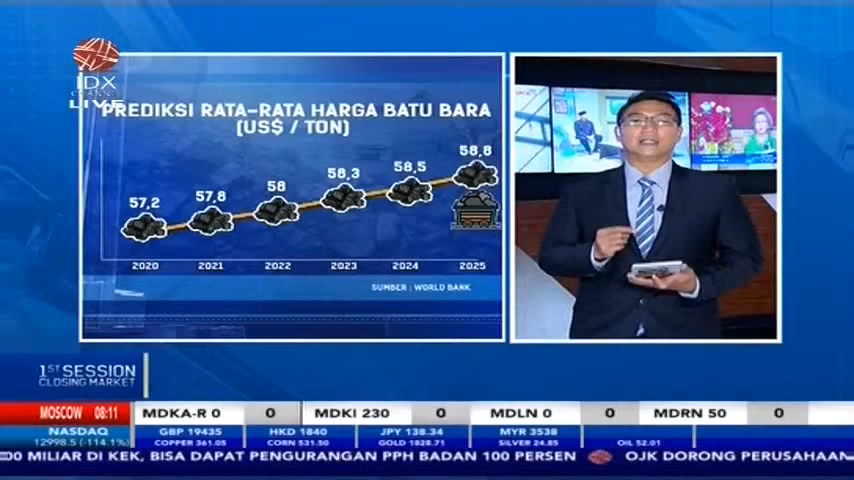 IDX
CHANNEL
LIVE
PREDIKSI RATA-RATA HARGA BATU BARA
(US$ / TON)
57,2 57,8 58 58,3 58,5 58,8
2020 2021 2022 2023 2024 2025
SUMBER : WORLD BANK
1ST SESSION
CLOSING MARKET
MOSCOW 08:11 MDKA-R 0 0 MDKI 230 0 MDLN 0 0 MDRN 50 0
NASDAQ GBP 19435 HKD 1840 JPY 138.34 MYR 3538
12998.5 (-114.1%) COPPER 361.05 CORN 531.50 GOLD 1828.71 SILVER 24.85 OIL 52.01
00 MILIAR DI KEK, BISA DAPAT PENGURANGAN PPH BADAN 100 PERSEN OJK DORONG PERUSAHAAN